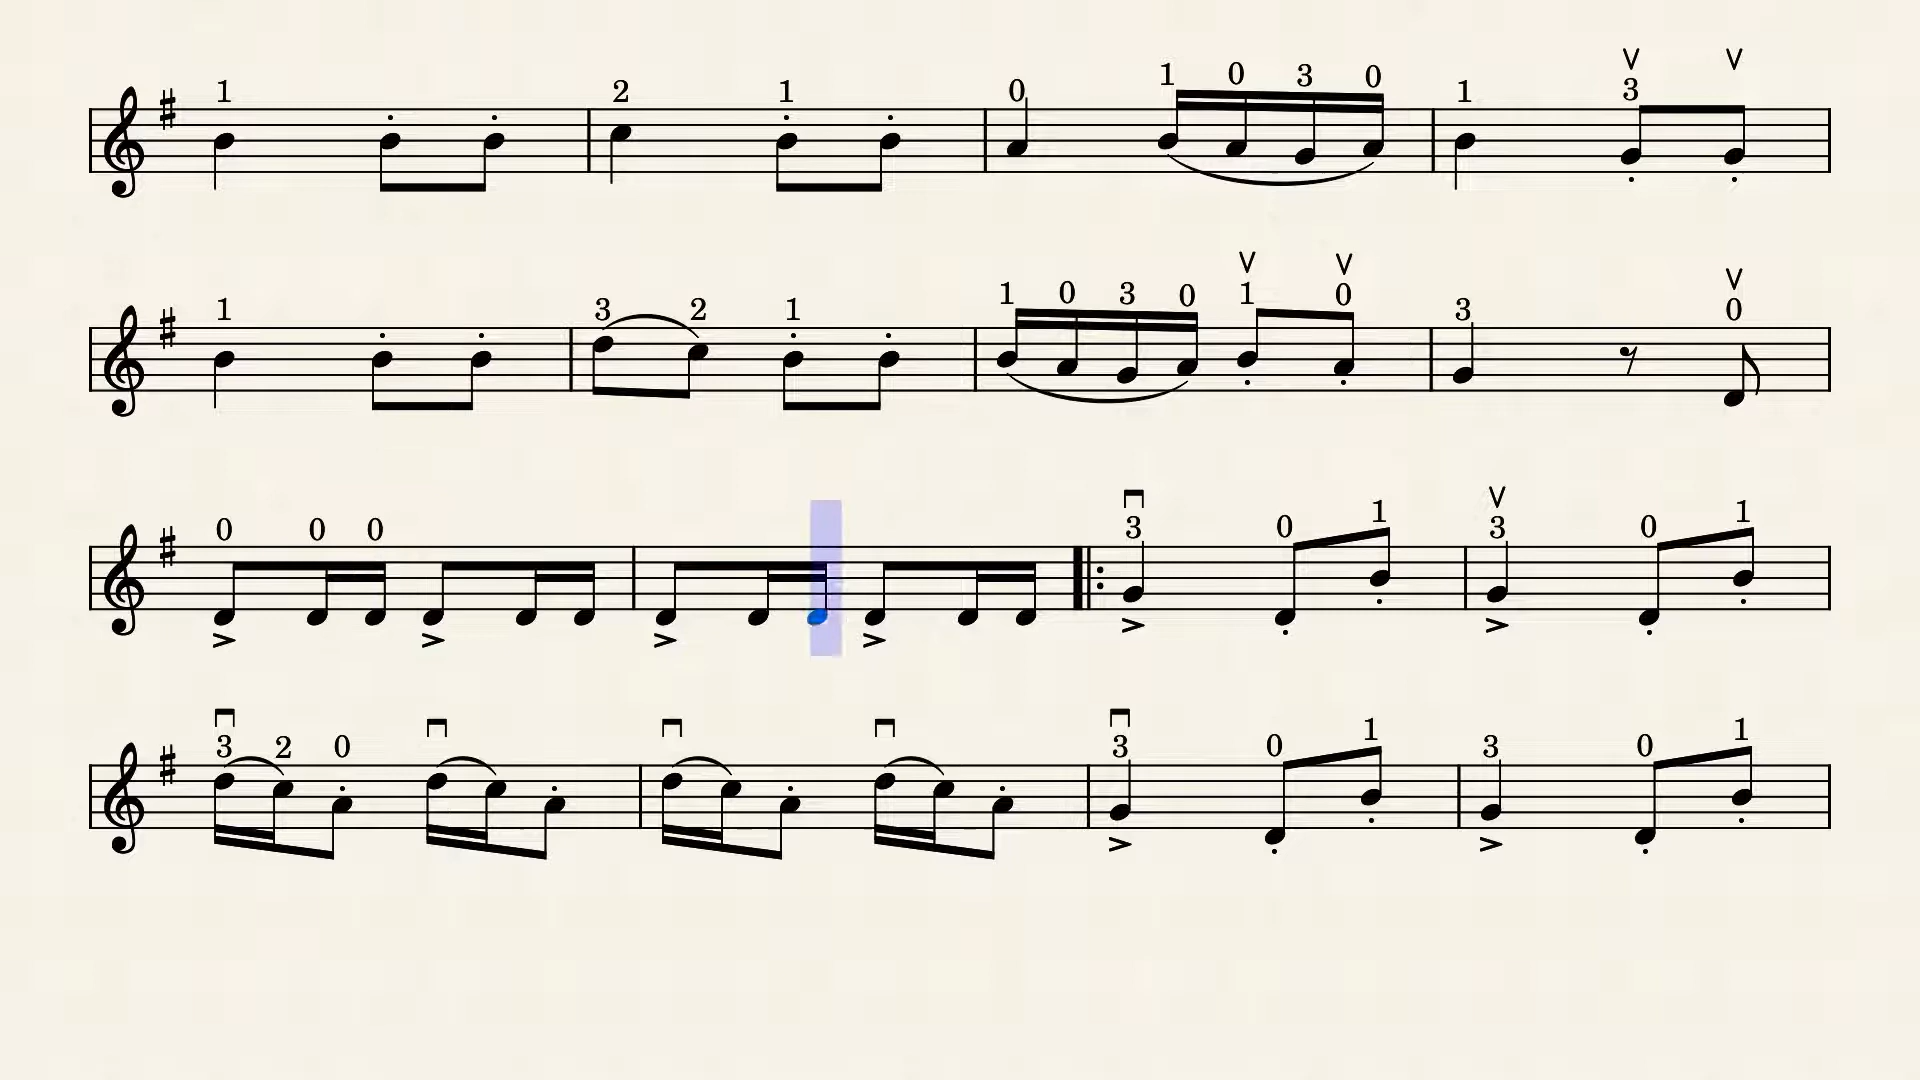 1 2 1 0 1 0 3 0 1 3
1 3 2 1 1 0 3 0 1 0 3 0
0 0 0 3 0 1 3 0 1
3 2 0 3 0 1 3 0 1